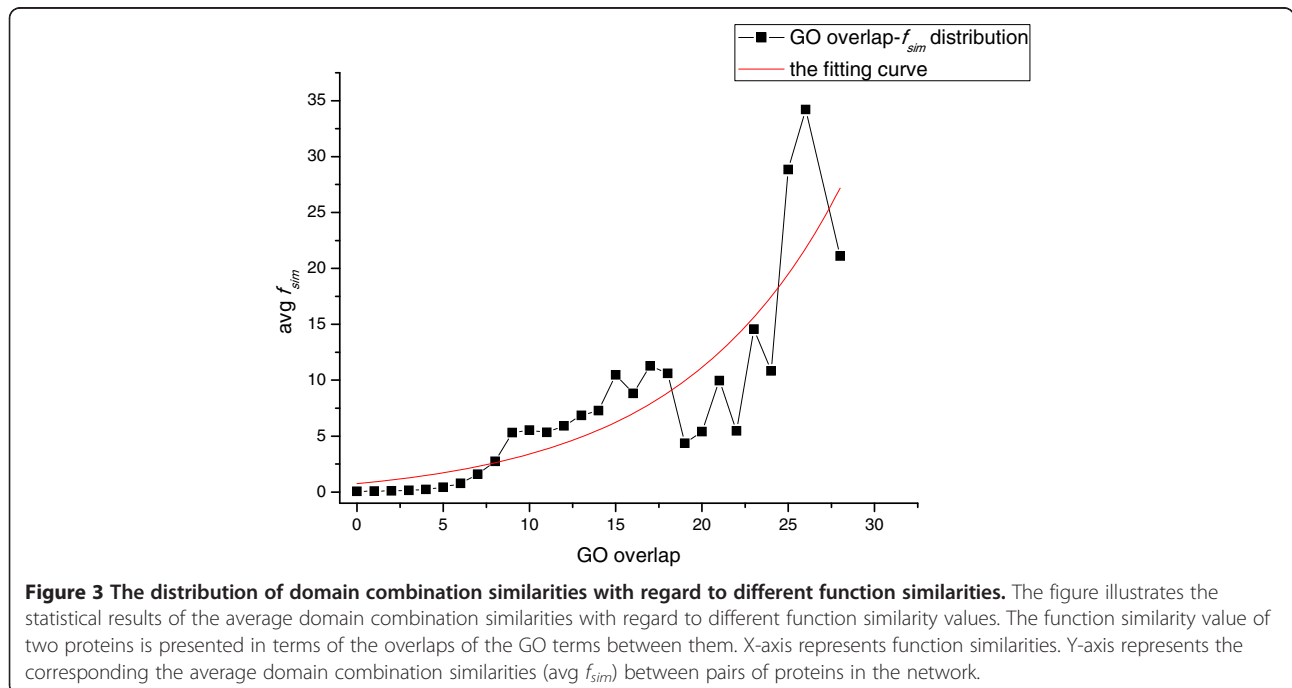 GO overlap-fsim distribution
the fitting curve
35
30
25
20
15
10
5
0
avg fsim
0 5 10 15 20 25 30
GO overlap
Figure 3 The distribution of domain combination similarities with regard to different function similarities. The figure illustrates the
statistical results of the average domain combination similarities with regard to different function similarity values. The function similarity value of
two proteins is presented in terms of the overlaps of the GO terms between them. X-axis represents function similarities. Y-axis represents the
corresponding the average domain combination similarities (avg fsim) between pairs of proteins in the network.